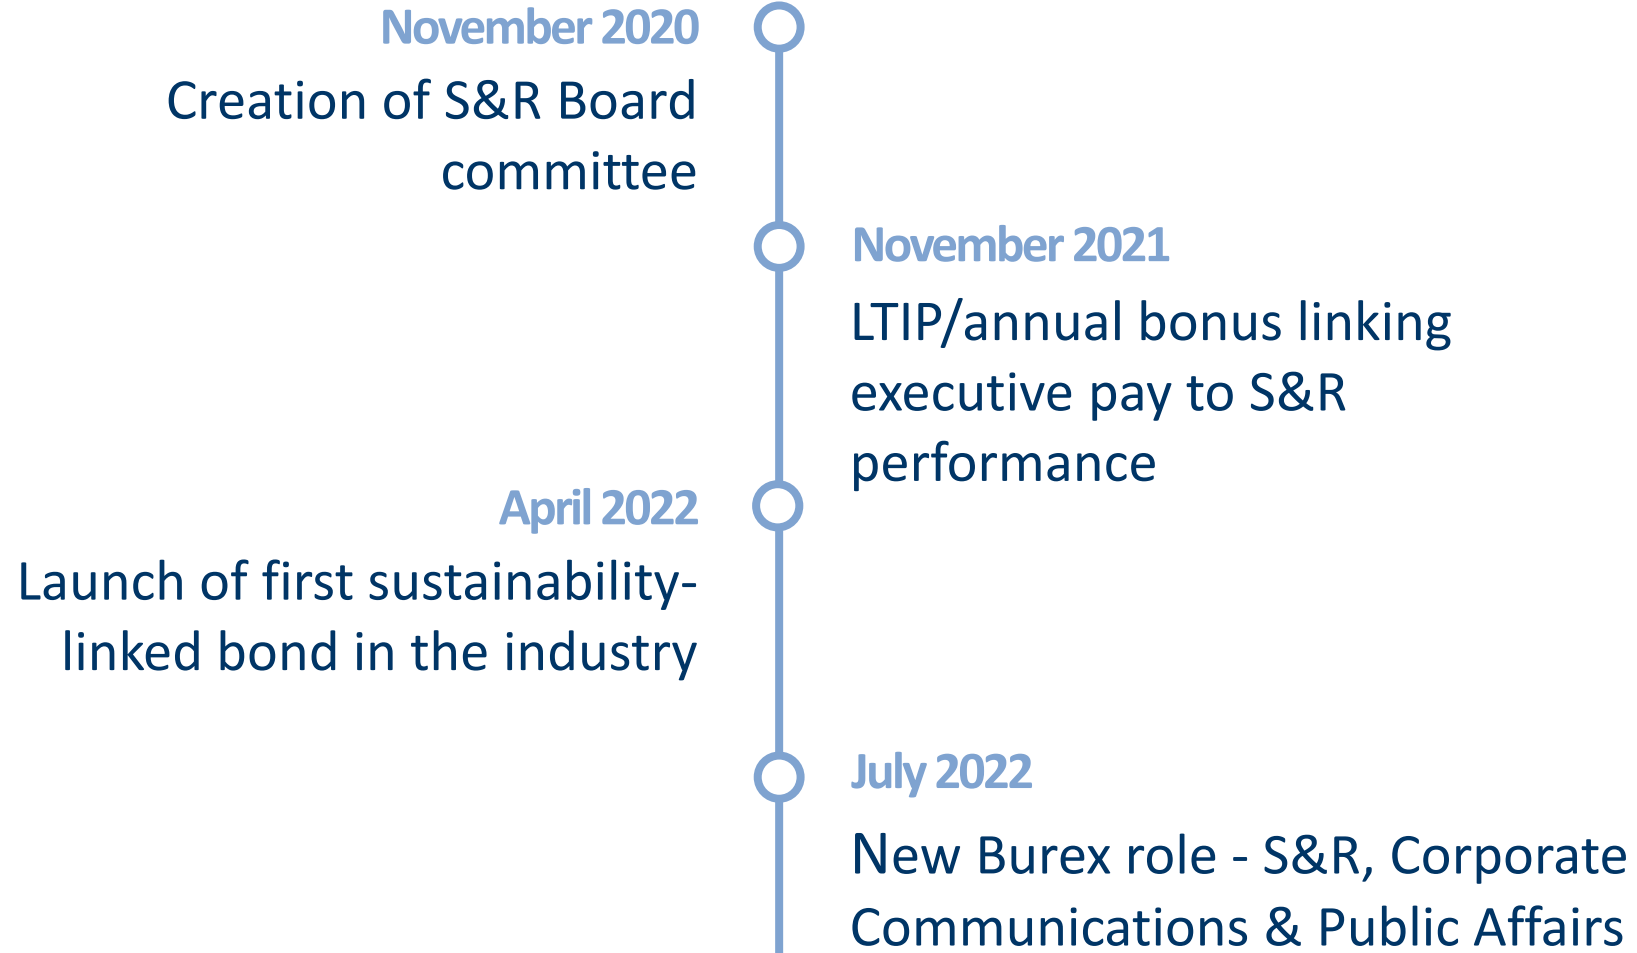 November 2020
Creation of S&R Board
committee
November 2021
LTIP/annual bonus linking
executive pay to S&R
performance
April 2022
Launch of first sustainability-
linked bond in the industry
July 2022
New Burex role - S&R, Corporate
Communications & Public Affairs